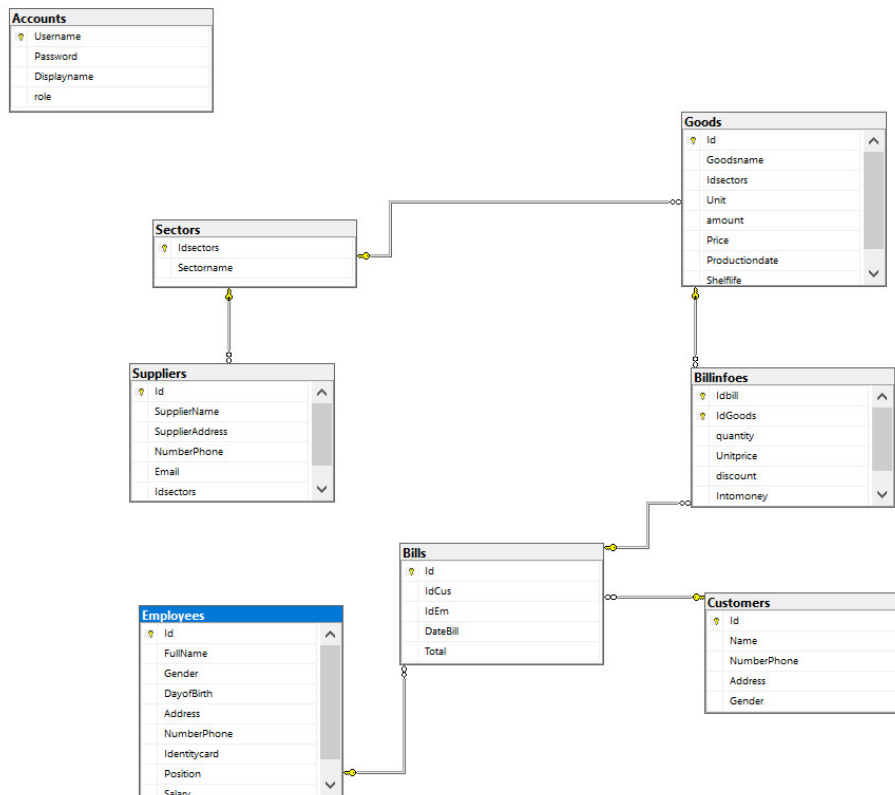 Accounts
Username
Password
Displayname
role
Goods
Id
Goodsname
Idsectors
Unit
amount
Price
Productiondate
Shelflife
Sectors
Idsectors
Sectorname
Suppliers
Id
SupplierName
SupplierAddress
NumberPhone
Email
Idsectors
Billinfoes
Idbill
IdGoods
quantity
Unitprice
discount
Intomoney
Bills
Id
IdCus
IdEm
DateBill
Total
Customers
Id
Name
NumberPhone
Address
Gender
Employees
Id
FullName
Gender
DayofBirth
Address
NumberPhone
Identitycard
Position
Salary